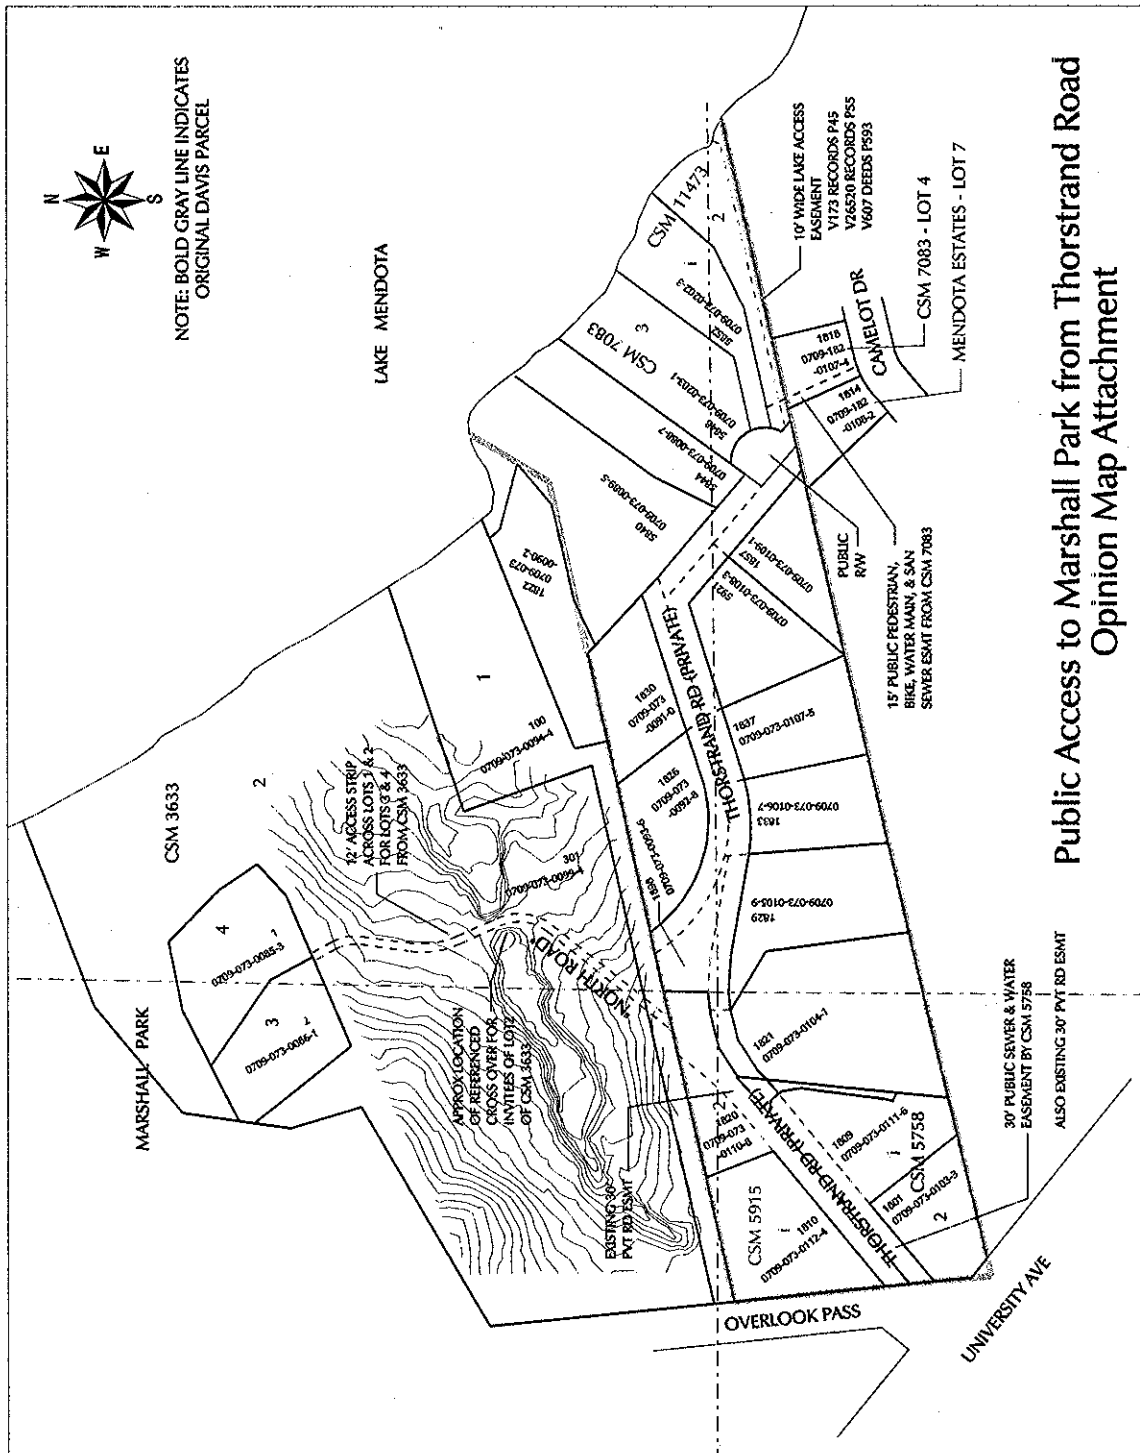 N
W
E
S
NOTE: BOLD GRAY LINE INDICATES
ORIGINAL DAVIS PARCEL
LAKE MENDOTA
CSM 3633
2
MARSHALL PARK
4
0709-073-0085-3
3
0709-073-0086-1
12' ACCESS STRIP
ACROSS LOTS 1 & 2
FOR LOTS 3 & 4
FROM CSM 3633
APPROX LOCATION
OF REFERENCED
CROSS OVER FOR
INVITEES OF LOT2
OF CSM 3633
"NORTH ROAD"
301
0709-073-0099-4
1
100
0709-073-0094-4
1822
0709-073
-0090-2
5840
0709-073-0089-5
5844
0709-073-0088-7
5846
0709-073-0203-1
CSM 7083
3
5852
0709-073-0202-3
1
CSM 11473
2
10' WIDE LAKE ACCESS
EASEMENT
V173 RECORDS P45
V26520 RECORDS P55
V607 DEEDS P593
1818
0709-182
-0107-4
CAMELOT DR
CSM 7083 - LOT 4
1814
0709-182
-0108-2
MENDOTA ESTATES - LOT 7
PUBLIC
R/W
15' PUBLIC PEDESTRIAN,
BIKE, WATER MAIN, & SAN
SEWER ESMT FROM CSM 7083
1857
0709-073-0109-1
5921
0709-073-0108-3
1830
0709-073
-0091-0
THORSTRAND RD (PRIVATE)
1826
0709-073
-0092-8
1898
0709-073-0093-6
1837
0709-073-0107-5
1833
0709-073-0106-7
1829
0709-073-0105-9
1821
0709-073-0104-1
EXISTING 30'
PVT RD ESMT
2
1820
0709-073
-0110-8
THORSTRAND RD (PRIVATE)
CSM 5915
1
1810
0709-073-0112-4
1809
0709-073-0111-6
1
CSM 5758
1801
0709-073-0103-3
2
30' PUBLIC SEWER & WATER
EASEMENT BY CSM 5758
ALSO EXISTING 30' PVT RD ESMT
OVERLOOK PASS
UNIVERSITY AVE
Public Access to Marshall Park from Thorstrand Road
Opinion Map Attachment